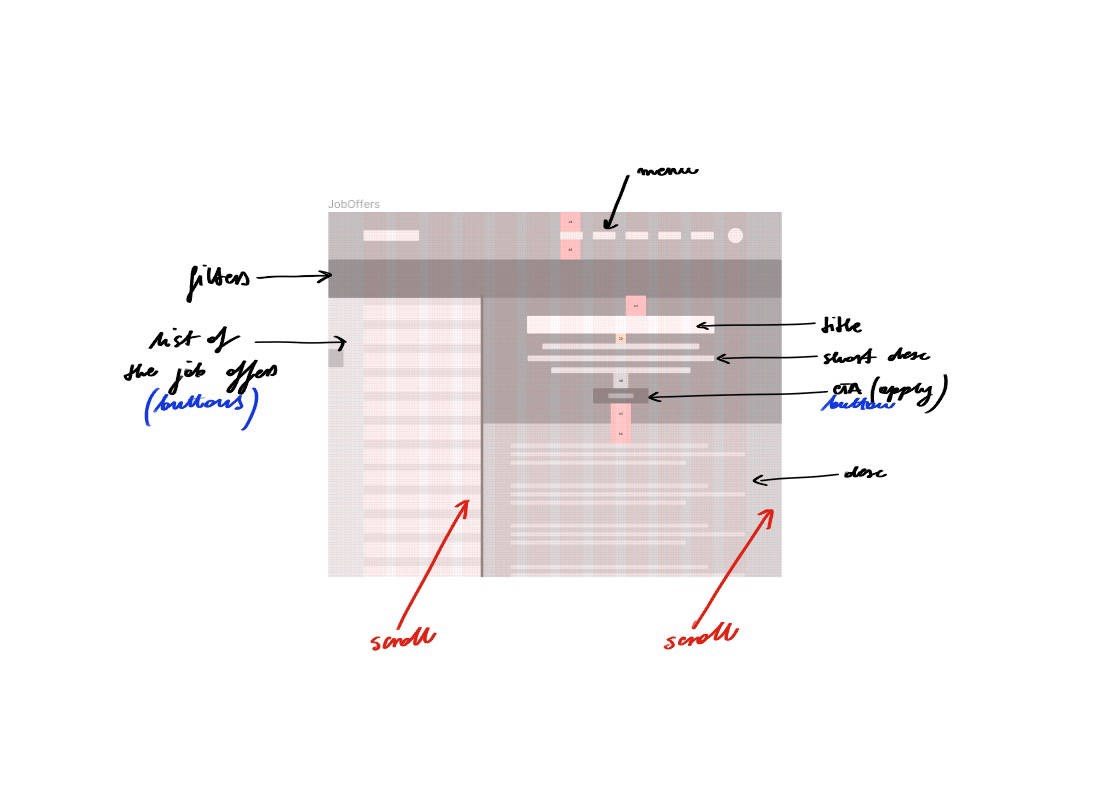 menu
JobOffers
filters
list of
the job offers
(buttons)
title
short desc
CTA (apply)
button
desc
scroll
scroll